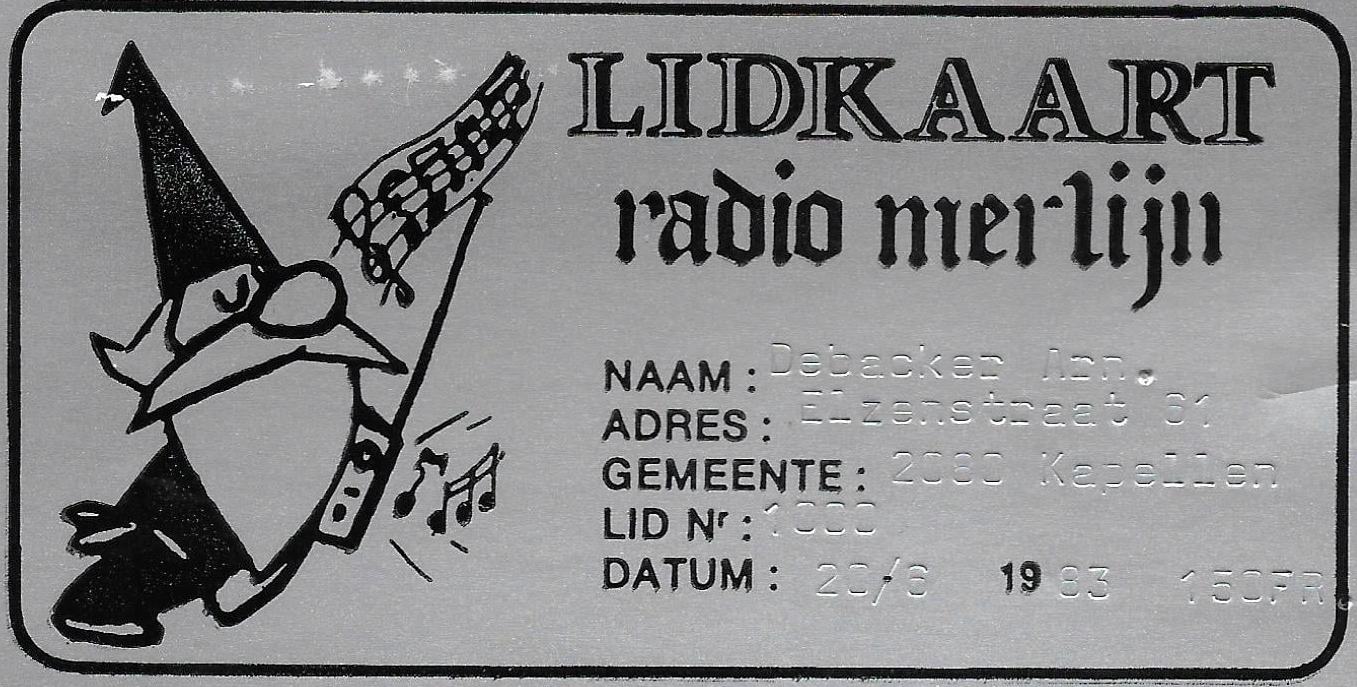 LIDKAART
radio merlijn
NAAM : Debacker Arn.
ADRES : Elzenstraat 61
GEMEENTE : 2080 Kapellen
LID Nr : 1000
DATUM : 20/6 1983 150FR.